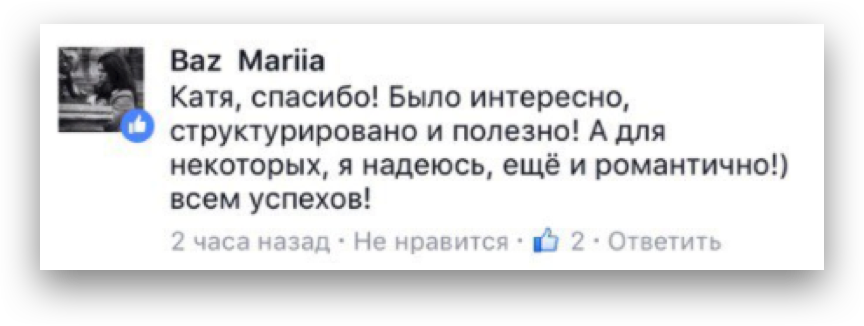 Baz Mariia
Катя, спасибо! Было интересно,
структурировано и полезно! А для
некоторых, я надеюсь, ещё и романтично!)
всем успехов!
2 часа назад · Не нравится · 2 · Ответить